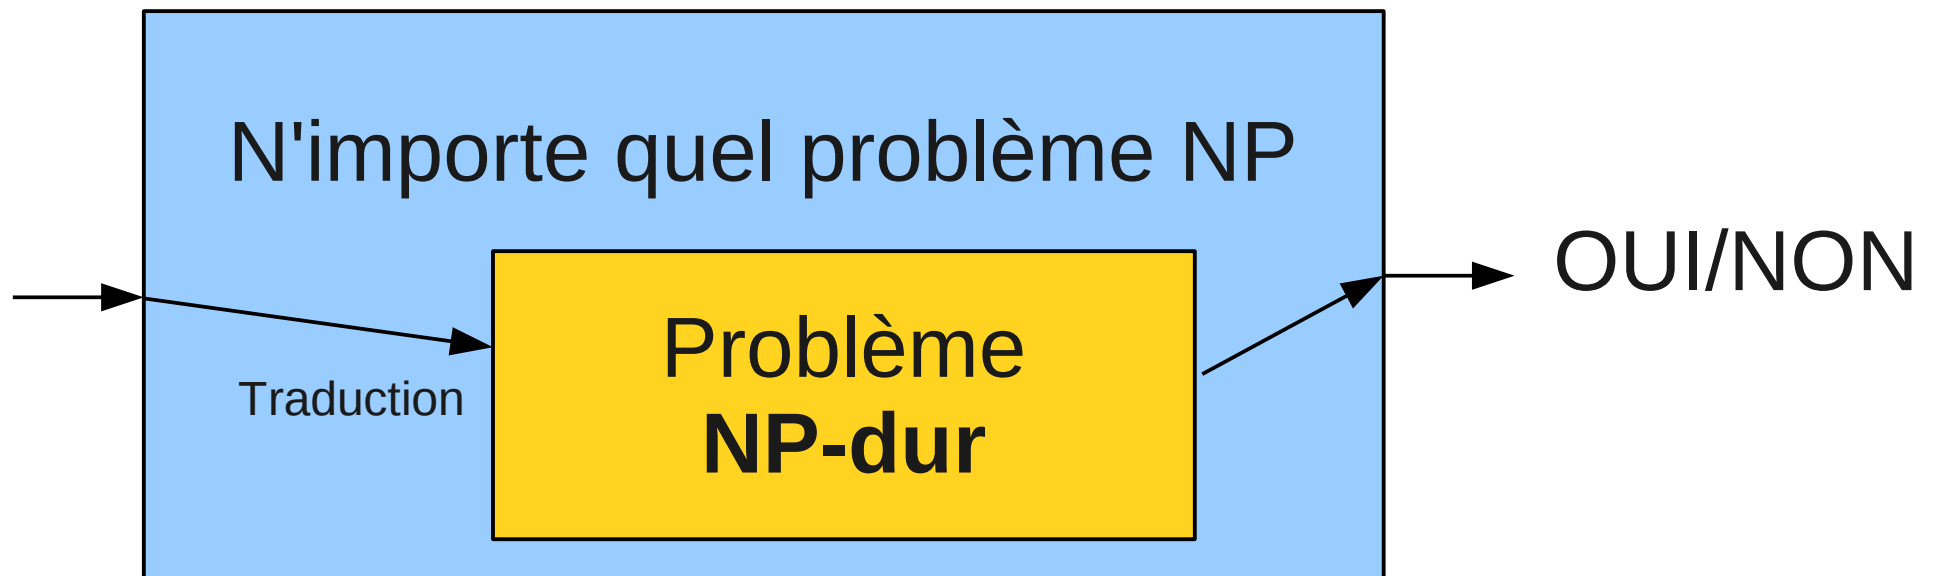 N'importe quel problème NP
OUI/NON
Problème
Traduction
NP-dur